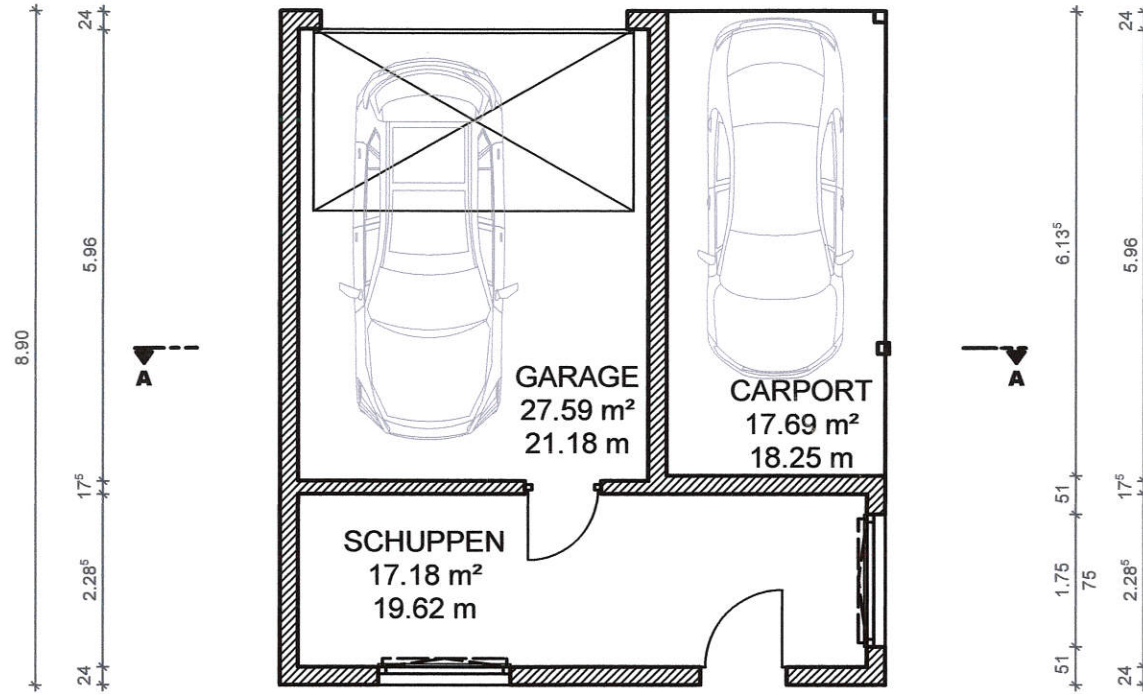 24
24
5.96
6.13⁵
5.96
8.90
A
A
GARAGE
27.59 m²
21.18 m
CARPORT
17.69 m²
18.25 m
17⁵
51
17⁵
SCHUPPEN
17.18 m²
19.62 m
2.28⁵
1.75
75
2.28⁵
24
51
24